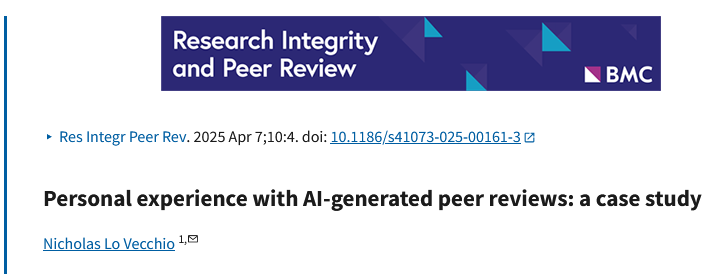 Research Integrity
and Peer Review
BMC
Res Integr Peer Rev. 2025 Apr 7;10:4. doi: 10.1186/s41073-025-00161-3
Personal experience with AI-generated peer reviews: a case study
Nicholas Lo Vecchio 1,